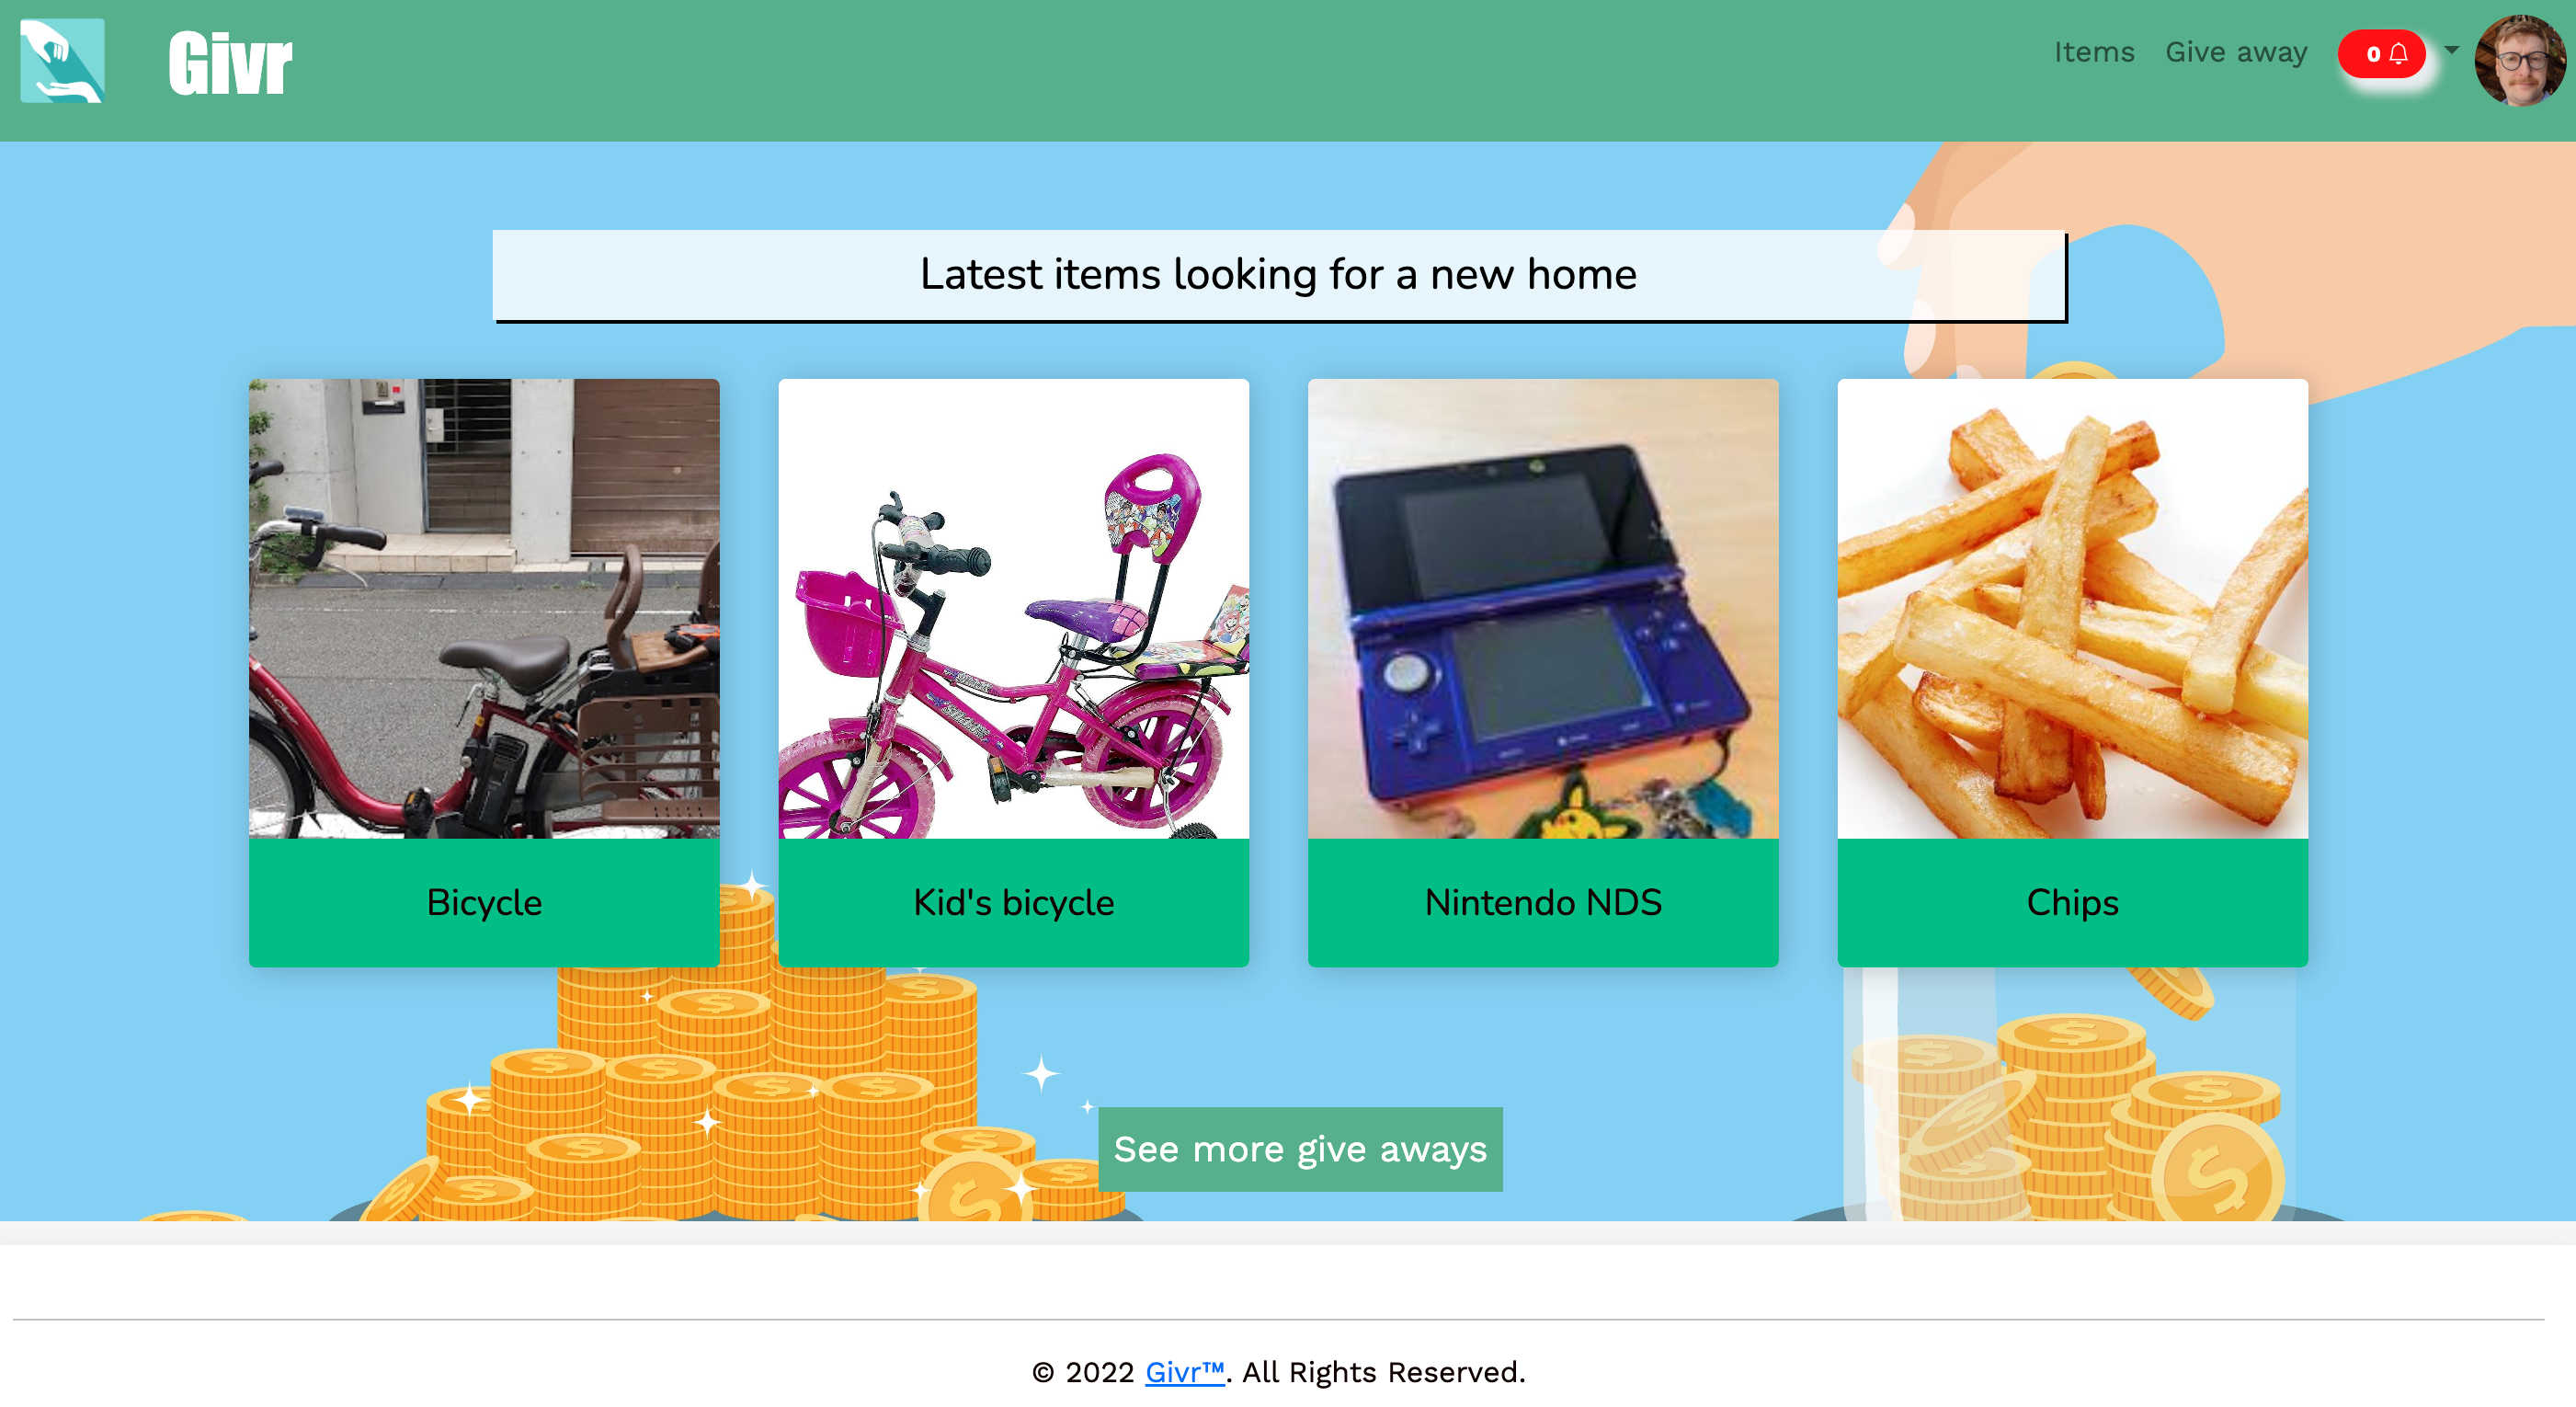 Givr
Items Give away 0
Latest items looking for a new home
Bicycle
Kid's bicycle
Nintendo NDS
Chips
See more give aways
© 2022 Givr™. All Rights Reserved.